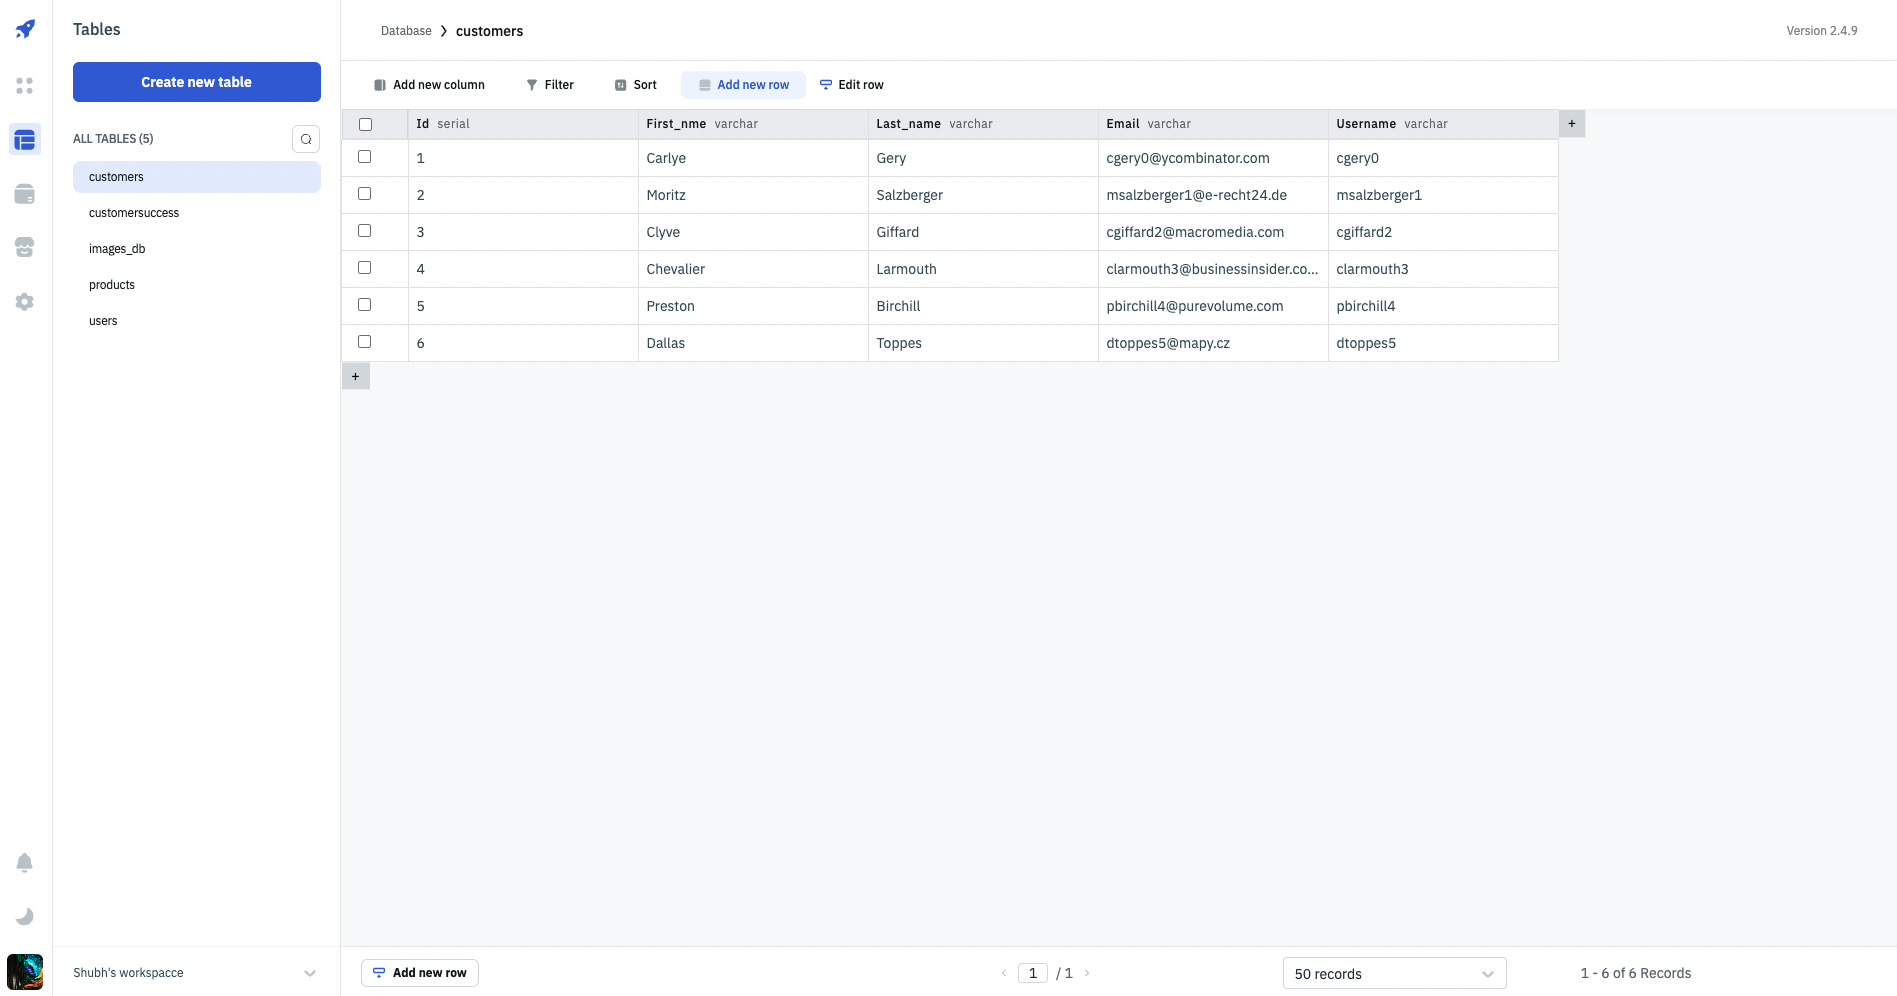 Tables
Create new table
ALL TABLES (5)
customers
customersuccess
images_db
products
users
Shubh's workspacce
Database > customers
Version 2.4.9
Add new column Filter Sort Add new row Edit row
Id serial First_nme varchar Last_name varchar Email varchar Username varchar +
1 Carlye Gery cgery0@ycombinator.com cgery0
2 Moritz Salzberger msalzberger1@e-recht24.de msalzberger1
3 Clyve Giffard cgiffard2@macromedia.com cgiffard2
4 Chevalier Larmouth clarmouth3@businessinsider.co... clarmouth3
5 Preston Birchill pbirchill4@purevolume.com pbirchill4
6 Dallas Toppes dtoppes5@mapy.cz dtoppes5
+
Add new row < 1 / 1 > 50 records 1 - 6 of 6 Records